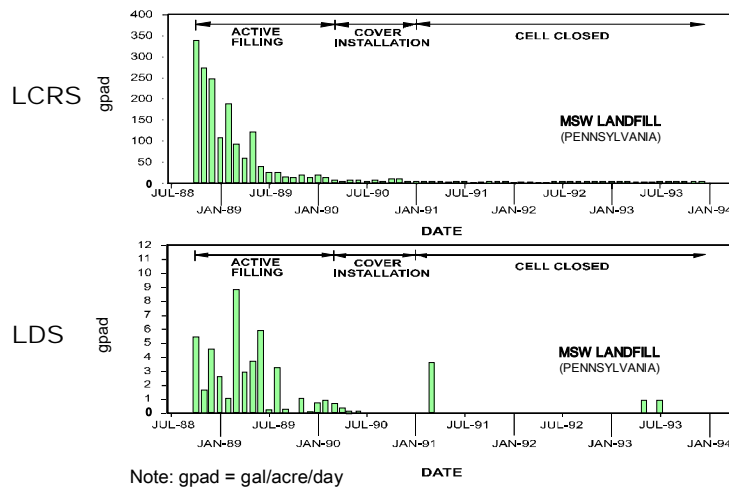 LCRS
gpad
400
350
300
250
200
150
100
50
0
ACTIVE
FILLING
COVER
INSTALLATION
CELL CLOSED
MSW LANDFILL
(PENNSYLVANIA)
JUL-88 JUL-89 JUL-90 JUL-91 JUL-92 JUL-93
JAN-89 JAN-90 JAN-91 JAN-92 JAN-93 JAN-94
DATE
LDS
gpad
12
11
10
9
8
7
6
5
4
3
2
1
0
ACTIVE
FILLING
COVER
INSTALLATION
CELL CLOSED
MSW LANDFILL
(PENNSYLVANIA)
JUL-88 JUL-89 JUL-90 JUL-91 JUL-92 JUL-93
JAN-89 JAN-90 JAN-91 JAN-92 JAN-93 JAN-94
DATE
Note: gpad = gal/acre/day